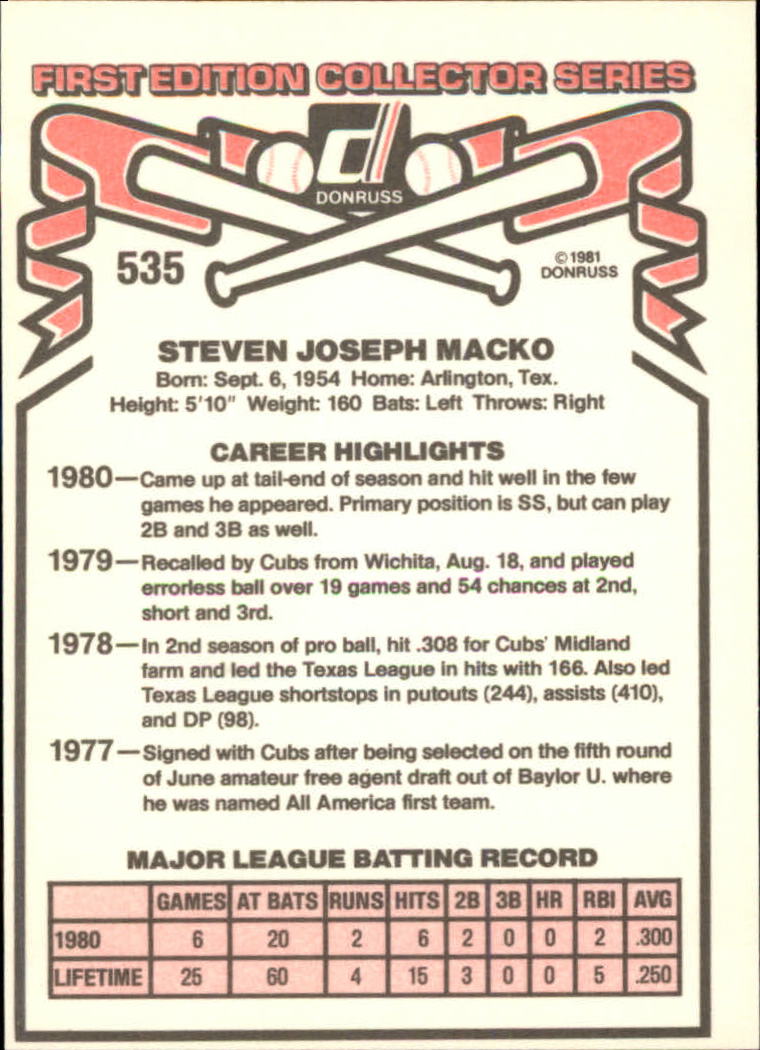 FIRST EDITION COLLECTOR SERIES
d
DONRUSS
535
©1981
DONRUSS
STEVEN JOSEPH MACKO
Born: Sept. 6, 1954 Home: Arlington, Tex.
Height: 5'10" Weight: 160 Bats: Left Throws: Right
CAREER HIGHLIGHTS
1980—Came up at tail-end of season and hit well in the few
games he appeared. Primary position is SS, but can play
2B and 3B as well.
1979—Recalled by Cubs from Wichita, Aug. 18, and played
errorless ball over 19 games and 54 chances at 2nd,
short and 3rd.
1978—In 2nd season of pro ball, hit .308 for Cubs' Midland
farm and led the Texas League in hits with 166. Also led
Texas League shortstops in putouts (244), assists (410),
and DP (98).
1977—Signed with Cubs after being selected on the fifth round
of June amateur free agent draft out of Baylor U. where
he was named All America first team.
MAJOR LEAGUE BATTING RECORD
GAMES AT BATS RUNS HITS 2B 3B HR RBI AVG
1980 6 20 2 6 2 0 0 2 .300
LIFETIME 25 60 4 15 3 0 0 5 .250